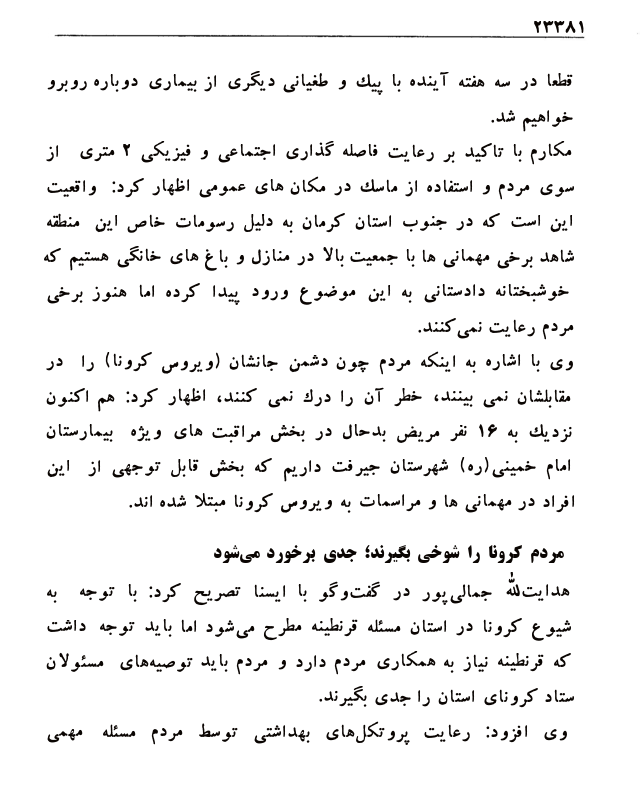 ۲۳۳۸۱
قطعا در سه هفته آینده با پیك و طغیانی دیگری از بیماری دوباره روبرو
خواهیم شد.
مکارم با تاکید بر رعایت فاصله گذاری اجتماعی و فیزیکی ۲ متری از
سوی مردم و استفاده از ماسك در مکان های عمومی اظهار کرد: واقعیت
این است که در جنوب استان کرمان به دلیل رسومات خاص این منطقه
شاهد برخی مهمانی ها با جمعیت بالا در منازل و باغ های خانگی هستیم که
خوشبختانه دادستانی به این موضوع ورود پیدا کرده اما هنوز برخی
مردم رعایت نمی‌کنند.
وی با اشاره به اینکه مردم چون دشمن جانشان (ویروس کرونا) را در
مقابلشان نمی بینند، خطر آن را درك نمی کنند، اظهار کرد: هم اکنون
نزدیك به ۱۶ نفر مریض بدحال در بخش مراقبت های ویژه بیمارستان
امام خمینی(ره) شهرستان جیرفت داریم که بخش قابل توجهی از این
افراد در مهمانی ها و مراسمات به ویروس کرونا مبتلا شده اند.
مردم کرونا را شوخی بگیرند؛ جدی برخورد می‌شود
هدایت‌الله جمالی‌پور در گفت‌وگو با ایسنا تصریح کرد: با توجه به
شیوع کرونا در استان مسئله قرنطینه مطرح می‌شود اما باید توجه داشت
که قرنطینه نیاز به همکاری مردم دارد و مردم باید توصیه‌های مسئولان
ستاد کرونای استان را جدی بگیرند.
وی افزود: رعایت پروتکل‌های بهداشتی توسط مردم مسئله مهمی